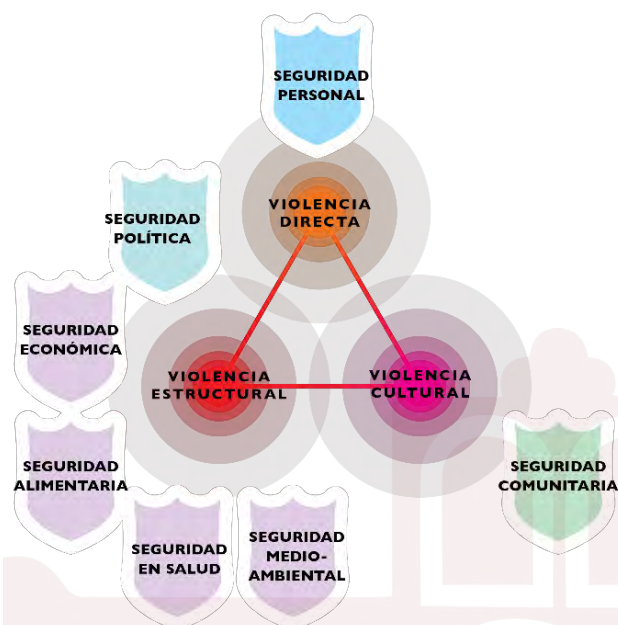 SEGURIDAD
PERSONAL
VIOLENCIA
DIRECTA
SEGURIDAD
POLÍTICA
SEGURIDAD
ECONÓMICA
VIOLENCIA
ESTRUCTURAL
VIOLENCIA
CULTURAL
SEGURIDAD
ALIMENTARIA
SEGURIDAD
COMUNITARIA
SEGURIDAD
EN SALUD
SEGURIDAD
MEDIO-
AMBIENTAL